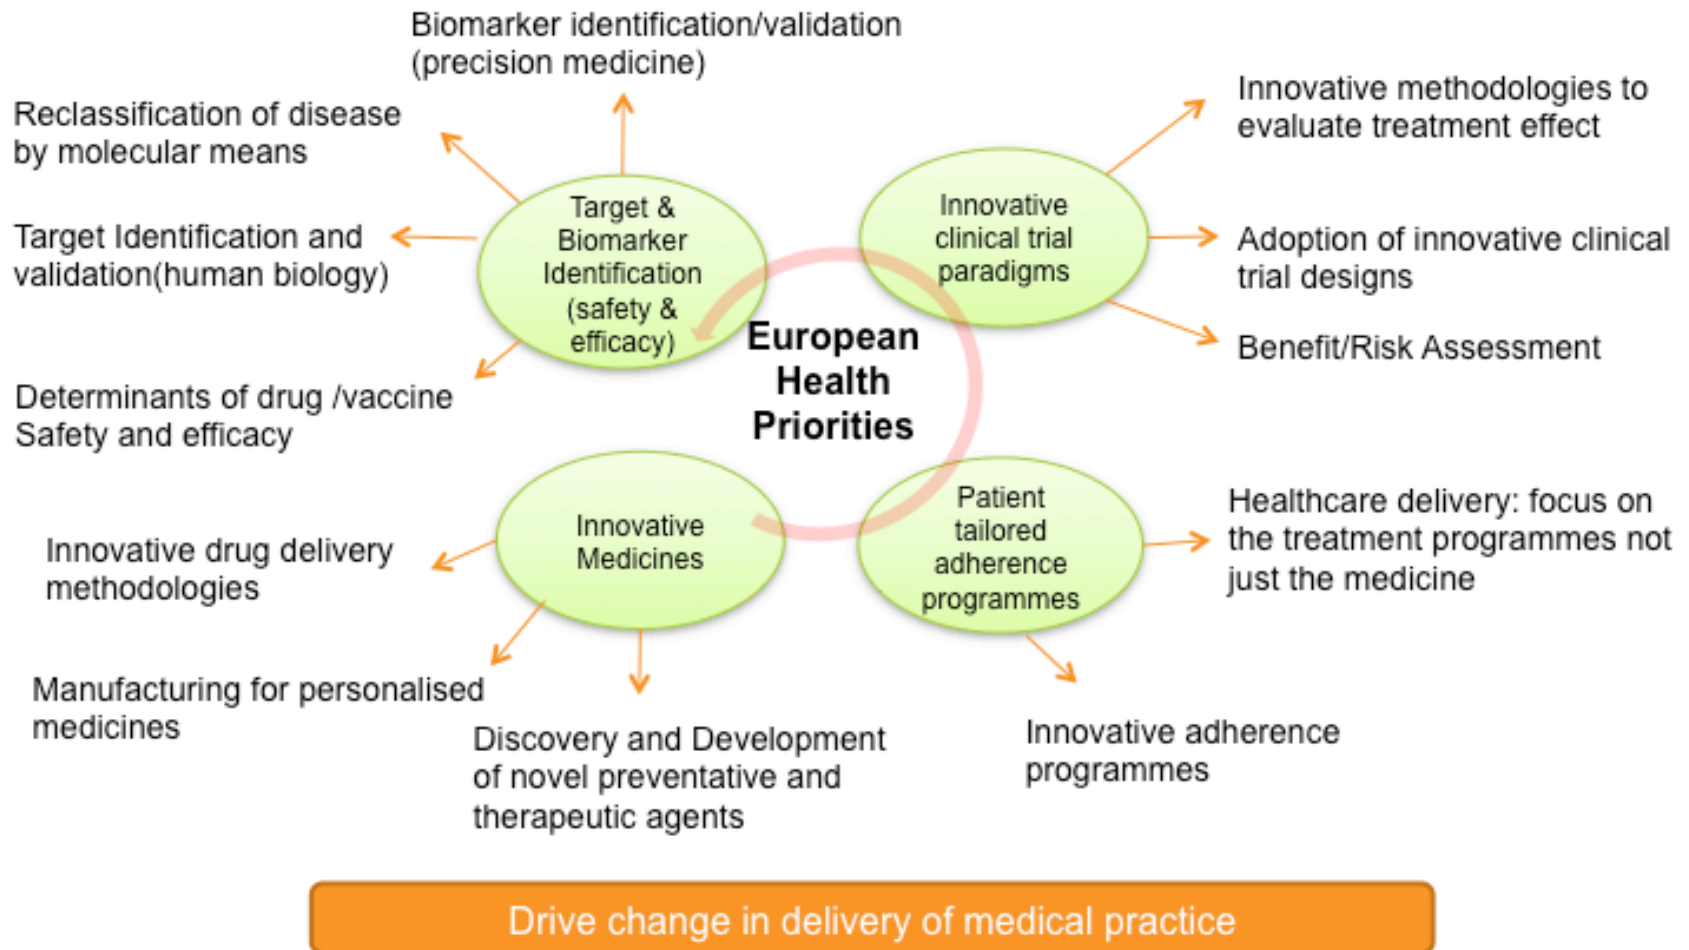 Biomarker identification/validation
(precision medicine)
Reclassification of disease
by molecular means
Target Identification and
validation(human biology)
Determinants of drug /vaccine
Safety and efficacy
Target &
Biomarker
Identification
(safety &
efficacy)
Innovative
clinical trial
paradigms
Innovative methodologies to
evaluate treatment effect
Adoption of innovative clinical
trial designs
Benefit/Risk Assessment
European
Health
Priorities
Innovative
Medicines
Innovative drug delivery
methodologies
Manufacturing for personalised
medicines
Discovery and Development
of novel preventative and
therapeutic agents
Patient
tailored
adherence
programmes
Healthcare delivery: focus on
the treatment programmes not
just the medicine
Innovative adherence
programmes
Drive change in delivery of medical practice